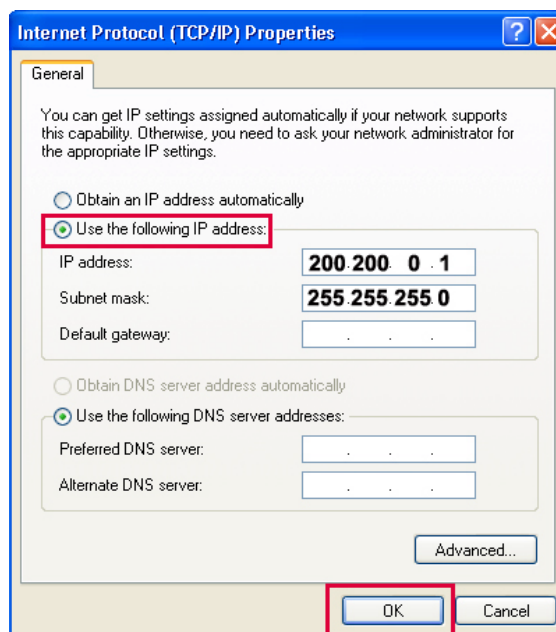 Internet Protocol (TCP/IP) Properties
General
You can get IP settings assigned automatically if your network supports
this capability. Otherwise, you need to ask your network administrator for
the appropriate IP settings.
Obtain an IP address automatically
Use the following IP address:
IP address: 200.200. 0 . 1
Subnet mask: 255.255.255.0
Default gateway: . . .
Obtain DNS server address automatically
Use the following DNS server addresses:
Preferred DNS server: . . .
Alternate DNS server: . . .
Advanced...
OK Cancel